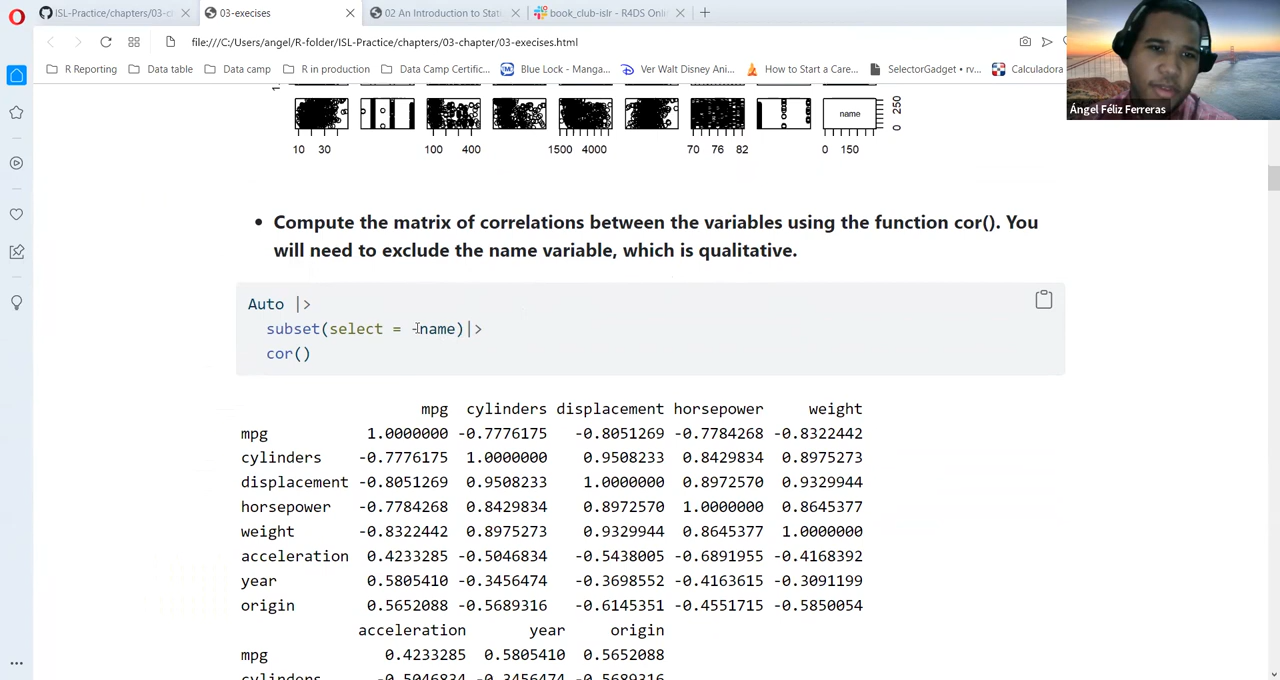 ISL-Practice/chapters/03-c
03-execises
02 An Introduction to Stat
book_club-islr - R4DS Onli
file:///C:/Users/angel/R-folder/ISL-Practice/chapters/03-chapter/03-execises.html
R Reporting
Data table
Data camp
R in production
Data Camp Certific...
Blue Lock - Manga...
Ver Walt Disney Ani...
How to Start a Care...
SelectorGadget • rv...
Calculadora
Ángel Féliz Ferreras
name
0 250
10 30 100 400 1500 4000 70 76 82 0 150
• Compute the matrix of correlations between the variables using the function cor(). You
will need to exclude the name variable, which is qualitative.
Auto |>
subset(select = -name)|>
cor()
mpg cylinders displacement horsepower weight
mpg 1.0000000 -0.7776175 -0.8051269 -0.7784268 -0.8322442
cylinders -0.7776175 1.0000000 0.9508233 0.8429834 0.8975273
displacement -0.8051269 0.9508233 1.0000000 0.8972570 0.9329944
horsepower -0.7784268 0.8429834 0.8972570 1.0000000 0.8645377
weight -0.8322442 0.8975273 0.9329944 0.8645377 1.0000000
acceleration 0.4233285 -0.5046834 -0.5438005 -0.6891955 -0.4168392
year 0.5805410 -0.3456474 -0.3698552 -0.4163615 -0.3091199
origin 0.5652088 -0.5689316 -0.6145351 -0.4551715 -0.5850054
acceleration year origin
mpg 0.4233285 0.5805410 0.5652088
cylinders -0.5046834 -0.3456474 -0.5689316